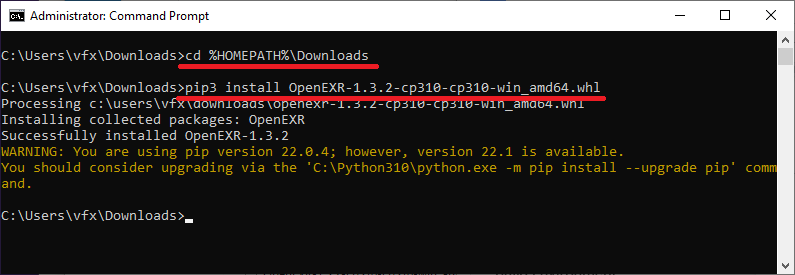 Administrator: Command Prompt
C:\Users\vfx\Downloads>cd %HOMEPATH%\Downloads
C:\Users\vfx\Downloads>pip3 install OpenEXR-1.3.2-cp310-cp310-win_amd64.whl
Processing c:\users\vfx\downloads\openexr-1.3.2-cp310-cp310-win_amd64.whl
Installing collected packages: OpenEXR
Successfully installed OpenEXR-1.3.2
WARNING: You are using pip version 22.0.4; however, version 22.1 is available.
You should consider upgrading via the 'C:\Python310\python.exe -m pip install --upgrade pip' comm
and.
C:\Users\vfx\Downloads>